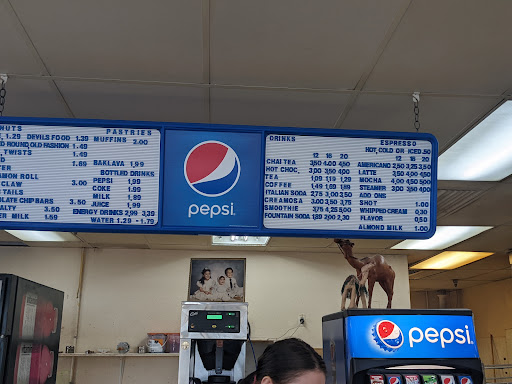 NUTS
1.29 DEVILS FOOD 1.39
ROUND, OLD FASHION 1.49
TWISTS 1.49
1.69
3.00
CLAW
TAILS
CHIP BARS 3.50
3.50
MILK 1.59
PASTRIES
MUFFINS 2.00
BAKLAVA 1.99
BOTTLED DRINKS
PEPSI 1.99
COKE 1.99
MILK 1.89
JUICE 1.99
ENERGY DRINKS 2.99 3.39
WATER 1.29 - 1.79
pepsi
DRINKS
12 16 20
CHAI TEA 3.50 4.00 4.50
HOT CHOC, 3.00 3.50 4.00
TEA 1.09 1.19 1.29
COFFEE 1.49 1.69 1.89
ITALIAN SODA 2.75 3.00 3.50
CREAMOSA 3.00 3.50 3.75
SMOOTHIE 3.75 4.25 5.00
FOUNTAIN SODA 1.89 2.00 2.30
ESPRESSO
HOT, COLD OR ICED .50
12 16 20
AMERICANO 2.50 3.25 3.50
LATTE 3.50 4.00 4.50
MOCHA 4.00 4.50 5.00
STEAMER 3.00 3.50 4.00
ADD ONS
SHOT 1.00
WHIPPED CREAM 0.30
FLAVOR 0.50
ALMOND MILK 1.00
pepsi